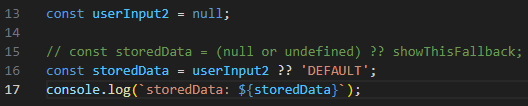 13 const userInput2 = null;
14
15 // const storedData = (null or undefined) ?? showThisFallback;
16 const storedData = userInput2 ?? 'DEFAULT';
17 console.log(`storedData: ${storedData}`);